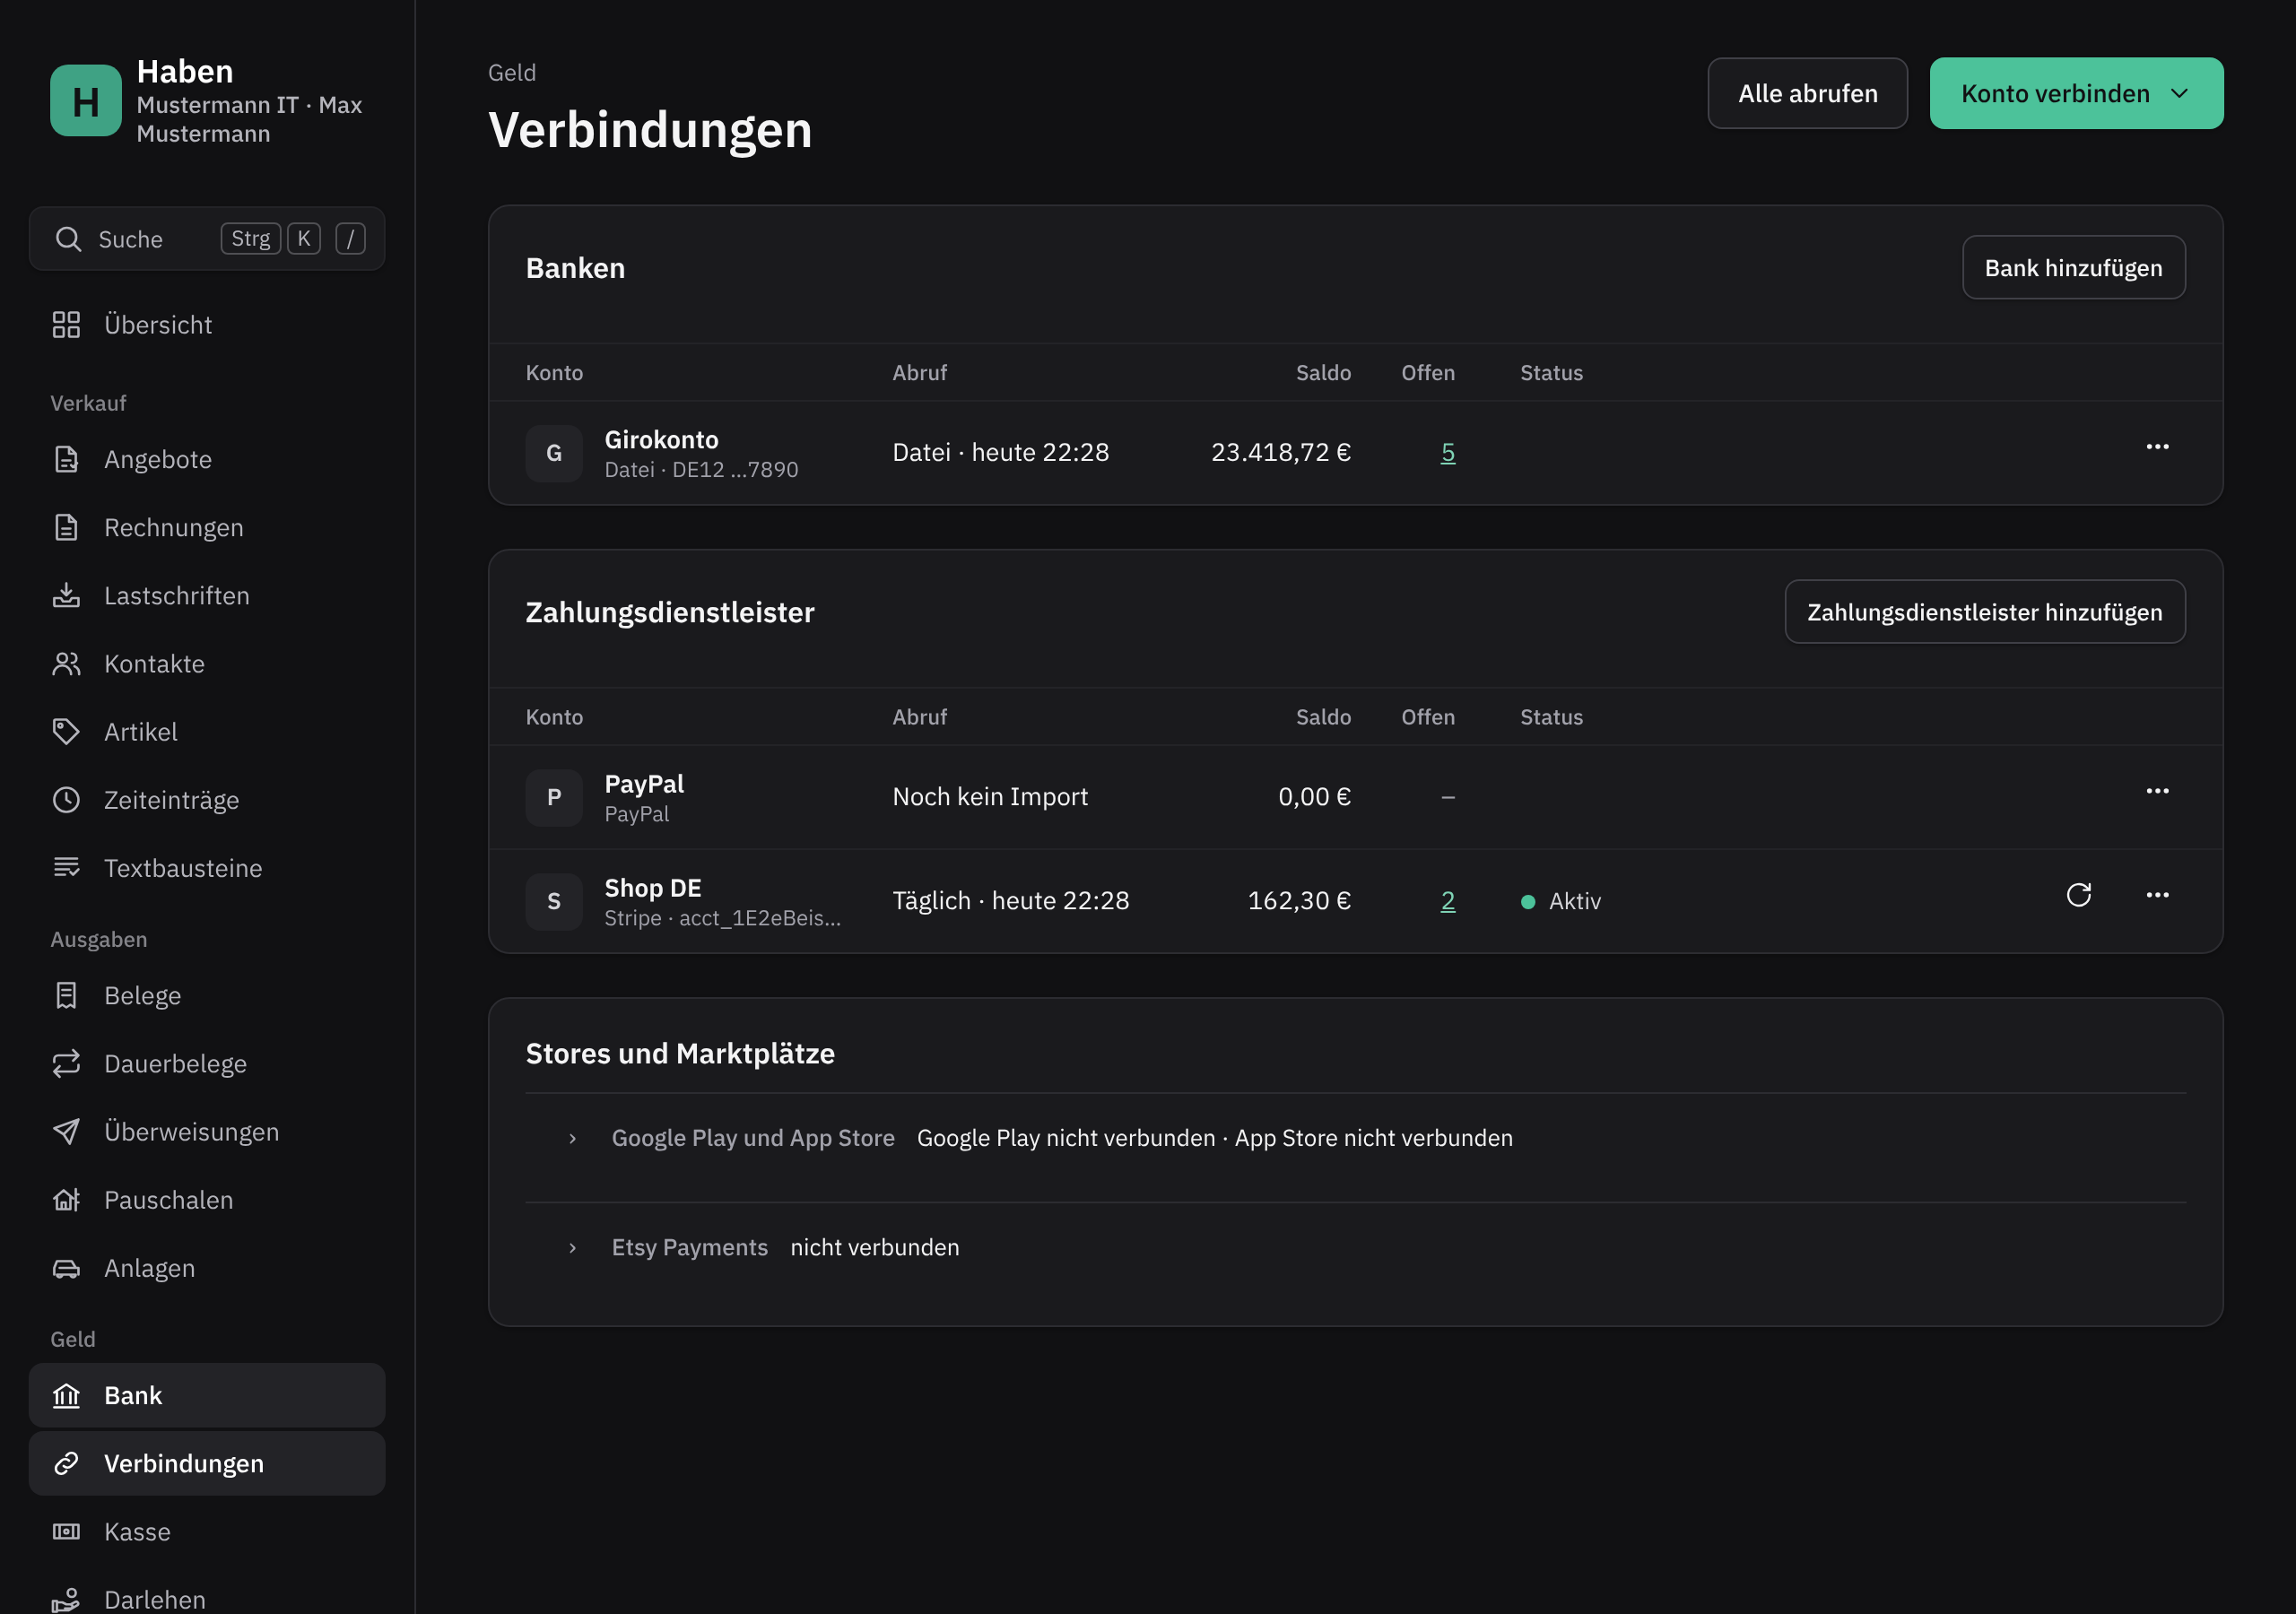 H
Haben
Mustermann IT · Max
Mustermann
Suche Strg K /
Übersicht
Verkauf
Angebote
Rechnungen
Lastschriften
Kontakte
Artikel
Zeiteinträge
Textbausteine
Ausgaben
Belege
Dauerbelege
Überweisungen
Pauschalen
Anlagen
Geld
Bank
Verbindungen
Kasse
Darlehen
Geld
Verbindungen
Alle abrufen
Konto verbinden
Banken
Bank hinzufügen
Konto Abruf Saldo Offen Status
G Girokonto Datei · heute 22:28 23.418,72 € 5
Datei · DE12 ...7890
Zahlungsdienstleister
Zahlungsdienstleister hinzufügen
Konto Abruf Saldo Offen Status
P PayPal Noch kein Import 0,00 € –
PayPal
S Shop DE Täglich · heute 22:28 162,30 € 2 Aktiv
Stripe · acct_1E2eBeis...
Stores und Marktplätze
Google Play und App Store Google Play nicht verbunden · App Store nicht verbunden
Etsy Payments nicht verbunden